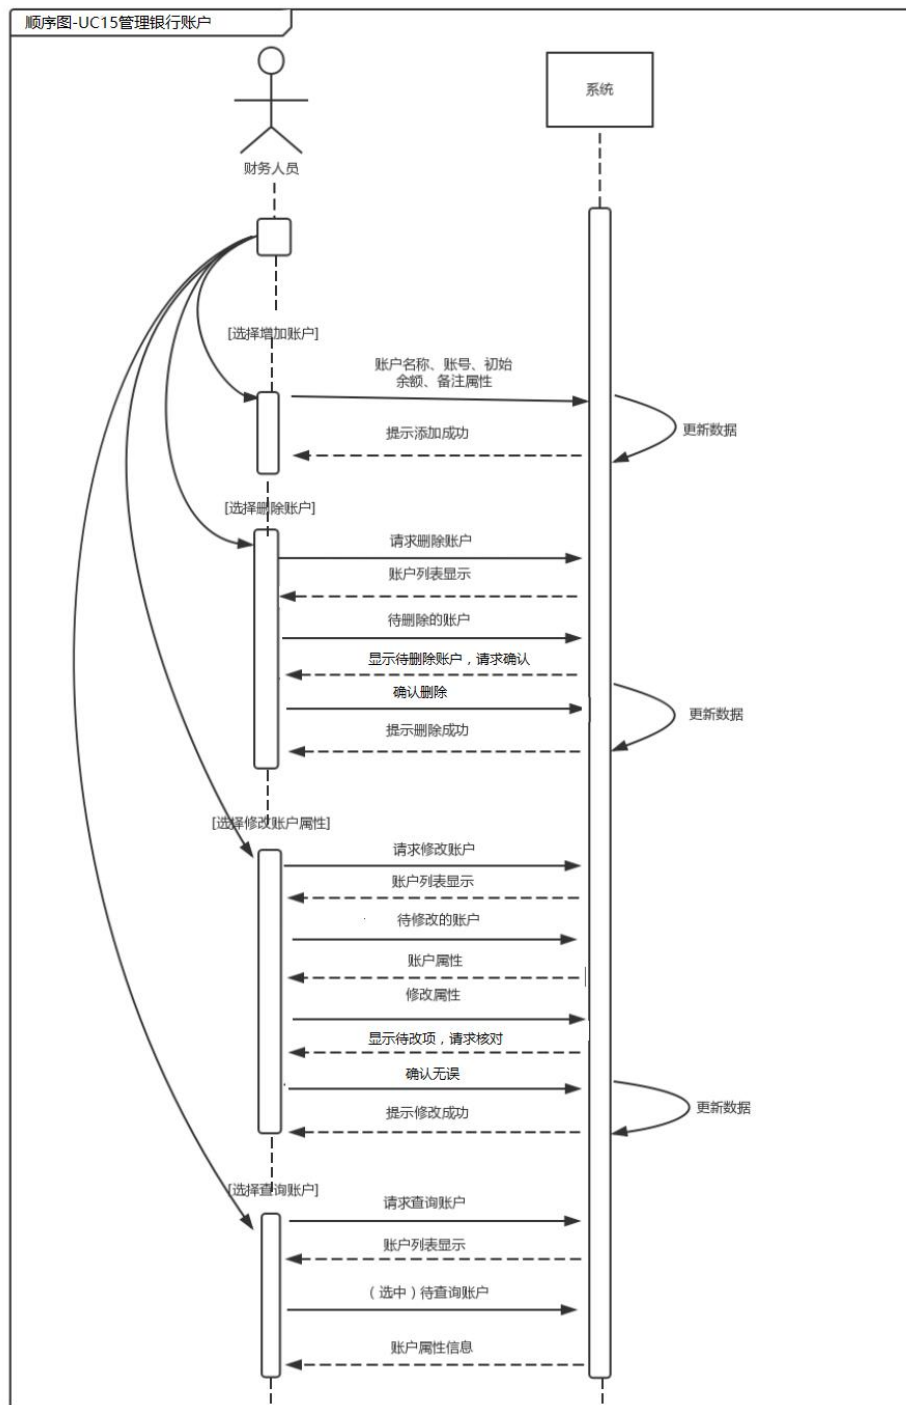 顺序图-UC15管理银行账户
系统
财务人员
[选择增加账户]
账户名称、账号、初始
余额、备注属性
更新数据
提示添加成功
[选择删除账户]
请求删除账户
账户列表显示
待删除的账户
显示待删除账户，请求确认
确认删除
更新数据
提示删除成功
[选择修改账户属性]
请求修改账户
账户列表显示
待修改的账户
账户属性
修改属性
显示待改项，请求核对
确认无误
更新数据
提示修改成功
[选择查询账户]
请求查询账户
账户列表显示
（选中）待查询账户
账户属性信息